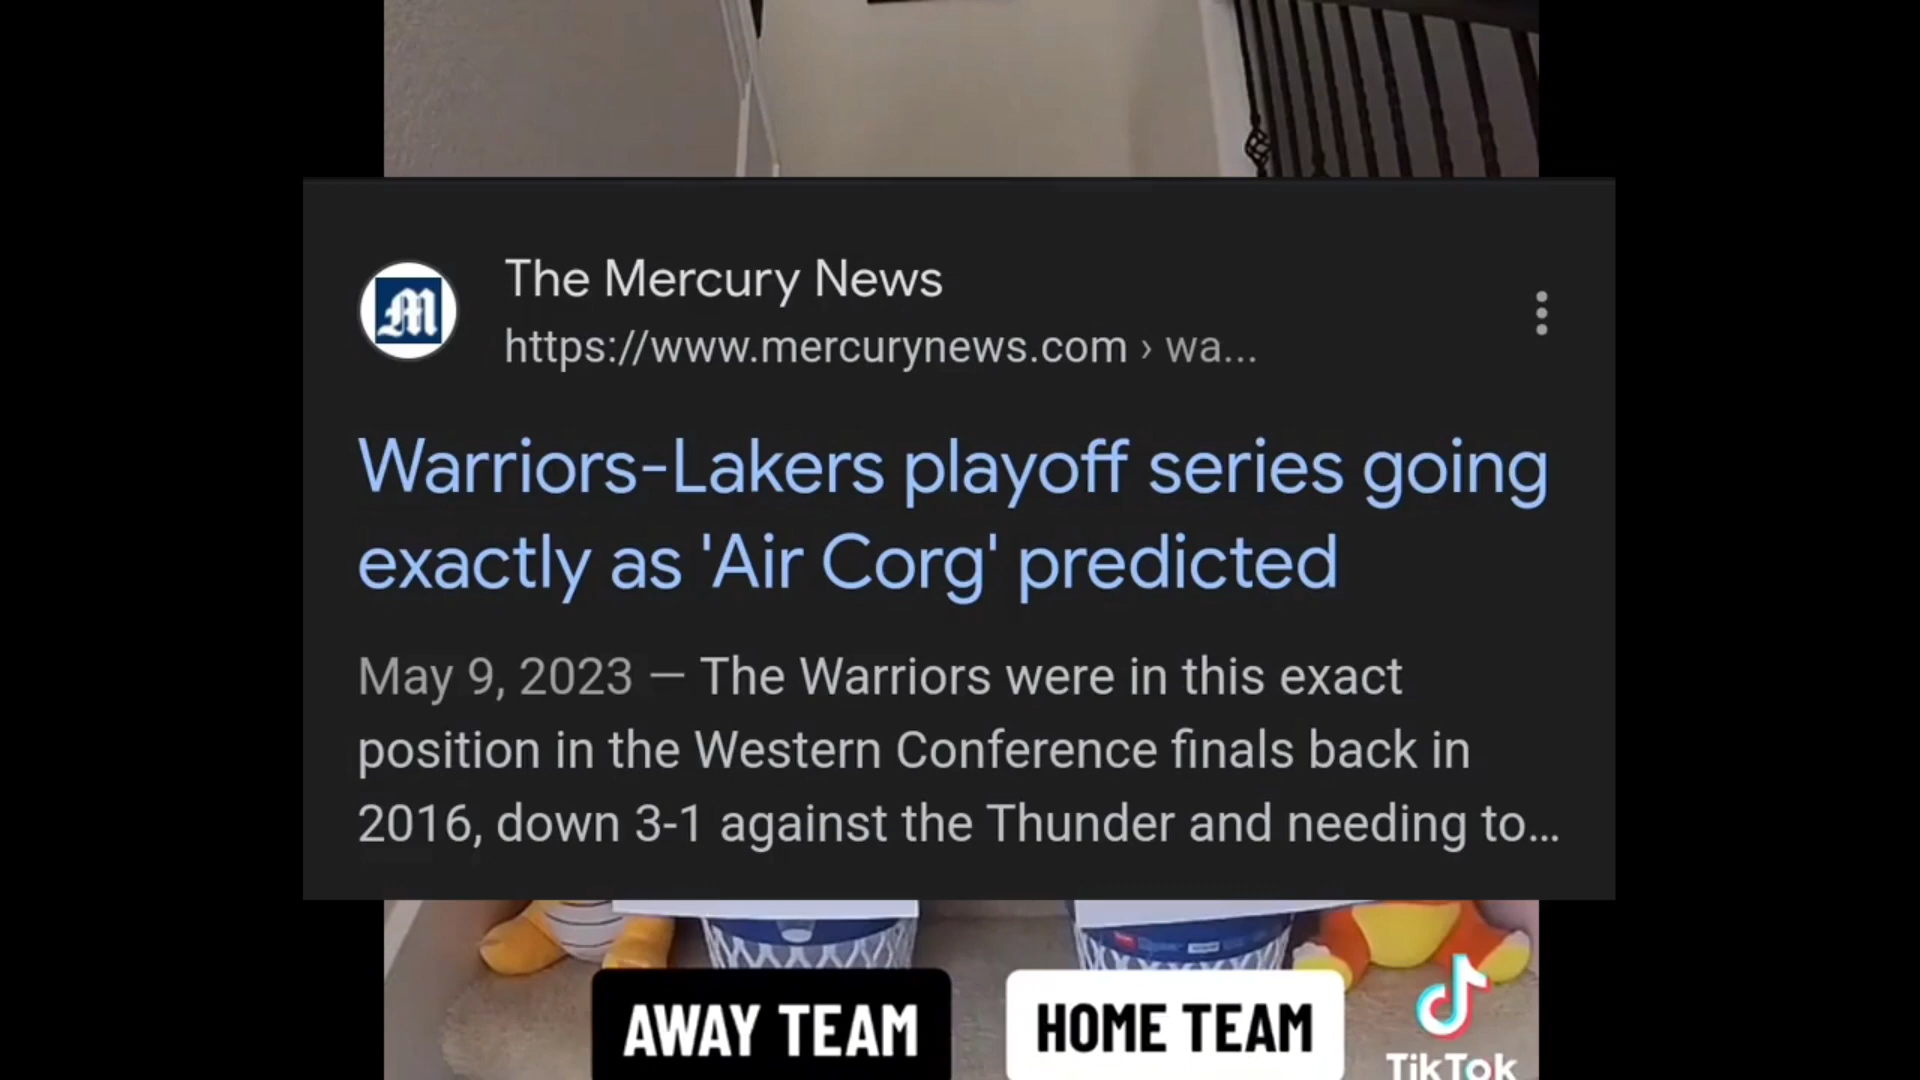 The Mercury News
https://www.mercurynews.com › wa...
Warriors-Lakers playoff series going
exactly as 'Air Corg' predicted
May 9, 2023 — The Warriors were in this exact
position in the Western Conference finals back in
2016, down 3-1 against the Thunder and needing to...
AWAY TEAM
HOME TEAM
TikTok